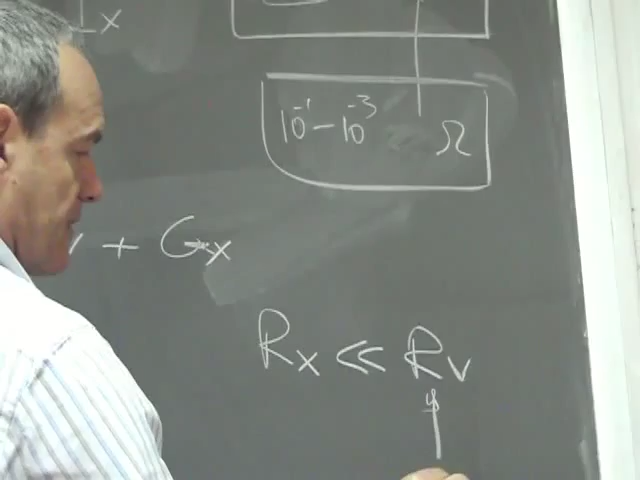 x
10⁻¹ – 10⁻³ Ω
+ Gx
Rx << Rv